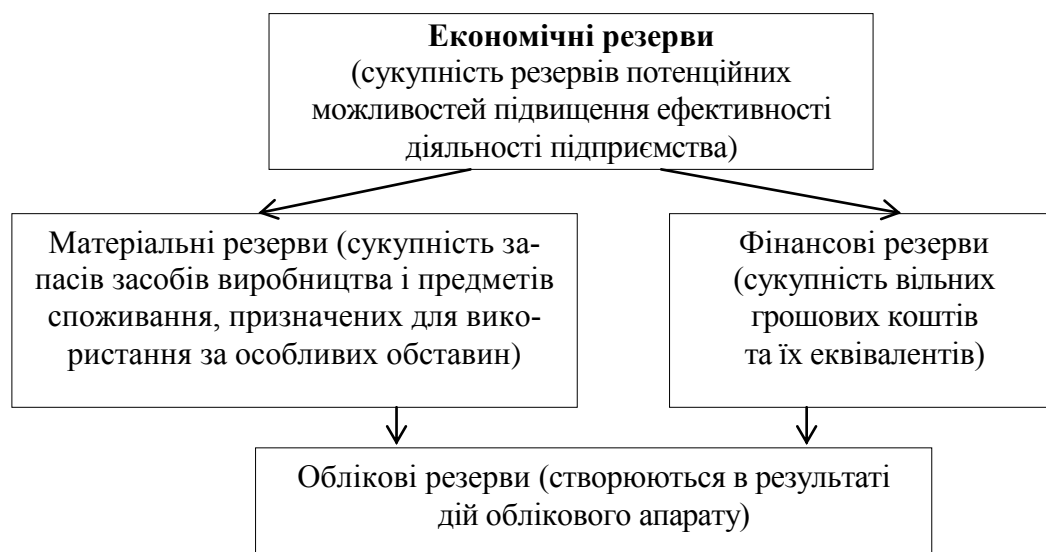 Економічні резерви
(сукупність резервів потенційних
можливостей підвищення ефективності
діяльності підприємства)
Матеріальні резерви (сукупність за-
пасів засобів виробництва і предметів
споживання, призначених для вико-
ристання за особливих обставин)
Фінансові резерви
(сукупність вільних
грошових коштів
та їх еквівалентів)
Облікові резерви (створюються в результаті
дій облікового апарату)